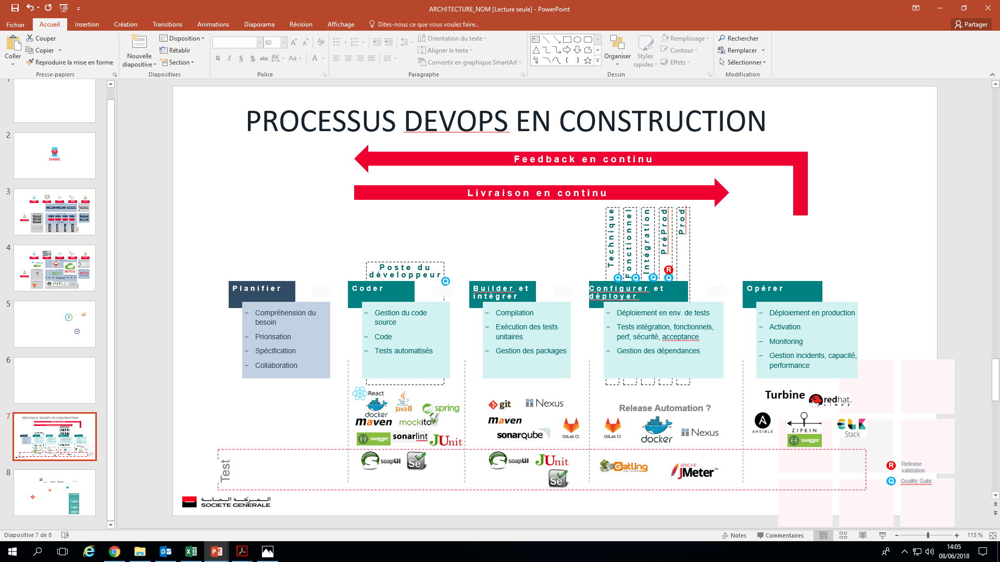 ARCHITECTURE_NOM [Lecture seule] - PowerPoint
Fichier
Accueil
Insertion
Création
Transitions
Animations
Diaporama
Révision
Affichage
Dites-nous ce que vous voulez faire..
Partager
Coller
Couper
Copier
Reproduire la mise en forme
Presse-papiers
Nouvelle
diapositive
Disposition
Rétablir
Section
Diapositives
60
G I S S abc AV Aa A
Police
Orientation du texte
Aligner le texte
Convertir en graphique SmartArt
Paragraphe
Organiser
Styles
rapides
Remplissage
Contour
Effets
Dessin
Rechercher
Remplacer
Sélectionner
Modification
2
DIAMS
3
4
5
6
7
8
PROCESSUS DEVOPS EN CONSTRUCTION
Feedback en continu
Livraison en continu
Technique
Fonctionnel
Intégration
PréProd
Prod
R
Q Q Q Q
Poste du
développeur
Q
Planifier
– Compréhension du
besoin
– Priorisation
– Spécification
– Collaboration
Coder
– Gestion du code
source
– Code
– Tests automatisés
Builder et
intégrer
– Compilation
– Exécution des tests
unitaires
– Gestion des packages
Configurer et
déployer
– Déploiement en env. de tests
– Tests intégration, fonctionnels,
perf, sécurité, acceptance
– Gestion des dépendances
Opérer
– Déploiement en production
– Activation
– Monitoring
– Gestion incidents, capacité,
performance
React
docker
Java8
spring
maven
mockito
swagger
sonarlint
JUnit
git
Nexus
maven
sonarqube
GitLab CI
Release Automation ?
GitLab CI
docker
Nexus
Turbine
redhat.
LINUX
ANSIBLE
ZIPKIN
swagger
Stack
Test
SoapUI
Se
SoapUI
JUnit
Se
Gatling
APACHE
JMeter™
R Release
validation
Q Quality Gate
الشركة العامة
SOCIETE GENERALE
Diapositive 7 de 8
Notes
Commentaires
115 %
14:05
08/06/2018